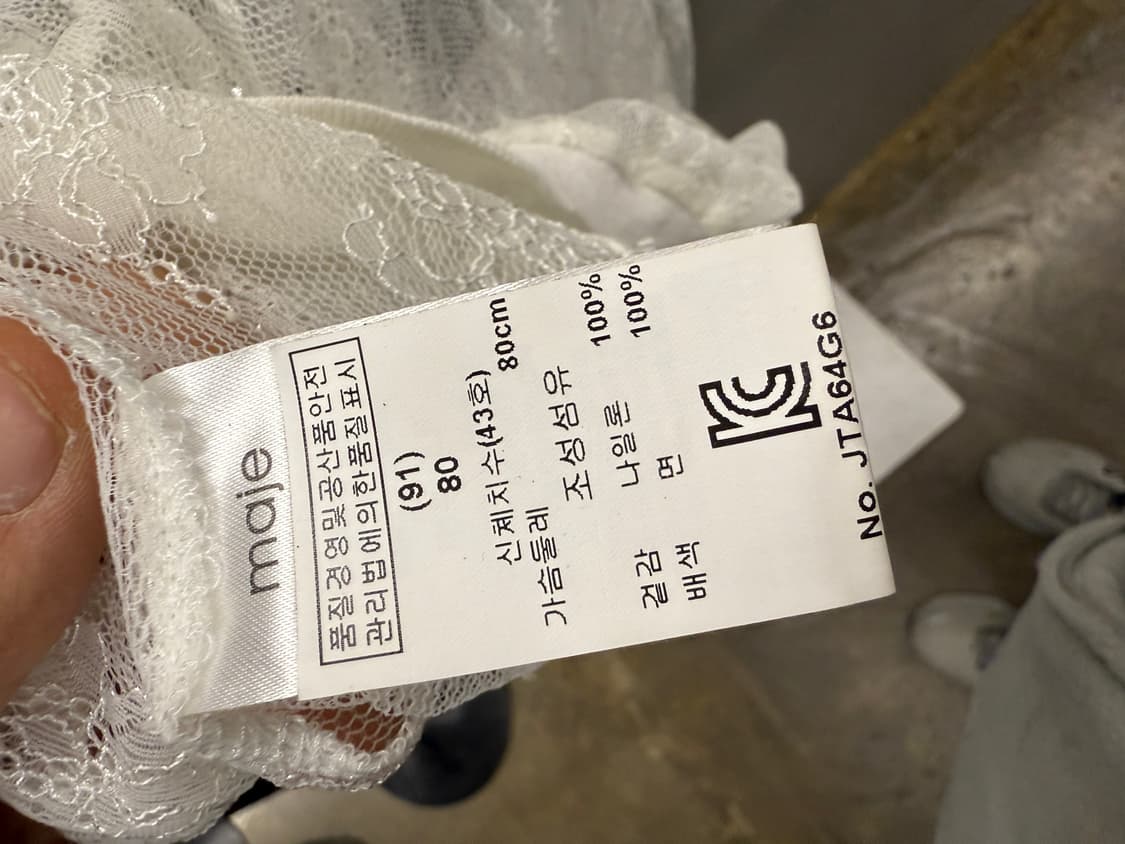 maje
품질경영및공산품안전
관리법에의한품질표시
(91)
80
신체치수(43호)
가슴둘레 80cm
조성섬유
겉감 나일론 100%
배색 면 100%
KC
No. JTA64G6